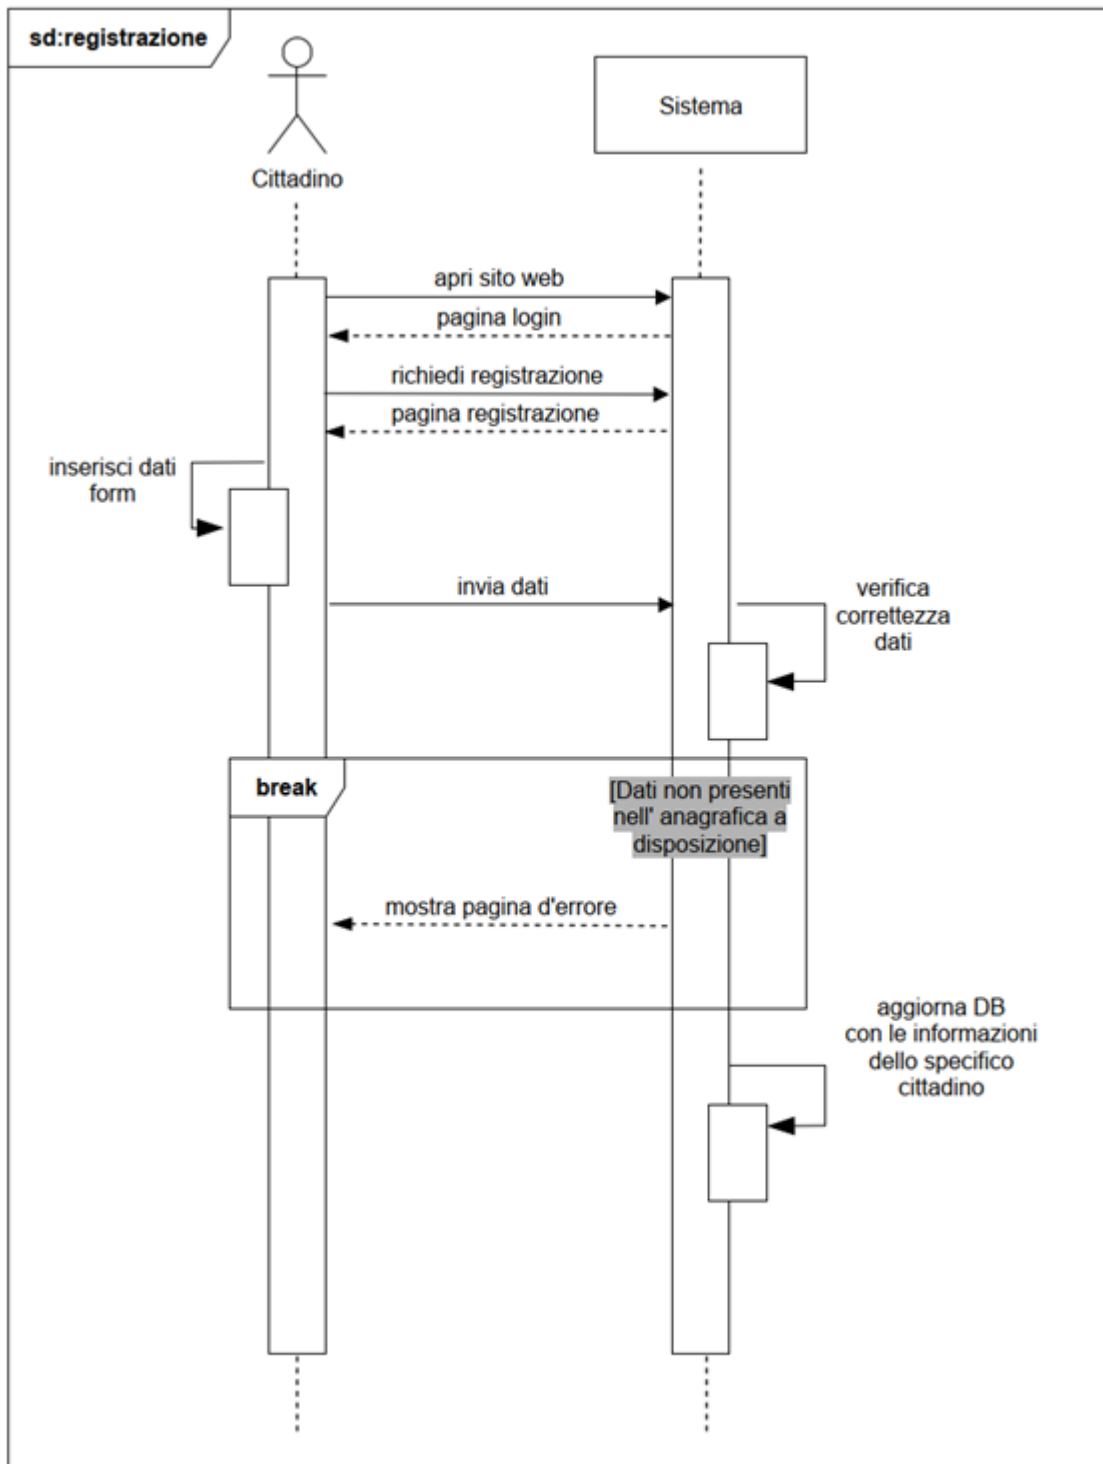 sd:registrazione
Sistema
Cittadino
apri sito web
pagina login
richiedi registrazione
pagina registrazione
inserisci dati
form
invia dati
verifica
correttezza
dati
break
[Dati non presenti
nell' anagrafica a
disposizione]
mostra pagina d'errore
aggiorna DB
con le informazioni
dello specifico
cittadino